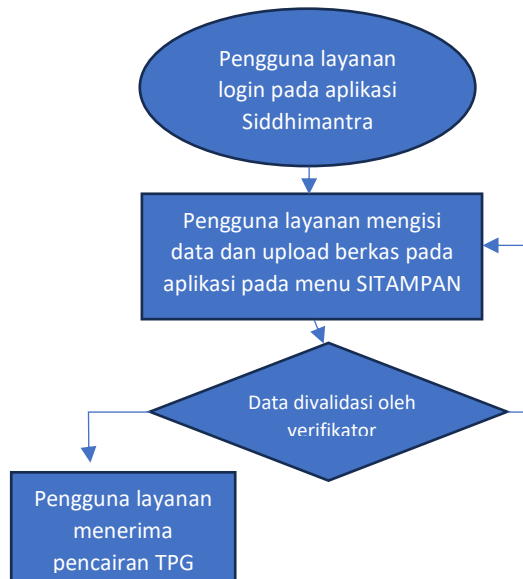 Pengguna layanan
login pada aplikasi
Siddhimantra
Pengguna layanan mengisi
data dan upload berkas pada
aplikasi pada menu SITAMPAN
Data divalidasi oleh
verifikator
Pengguna layanan
menerima
pencairan TPG